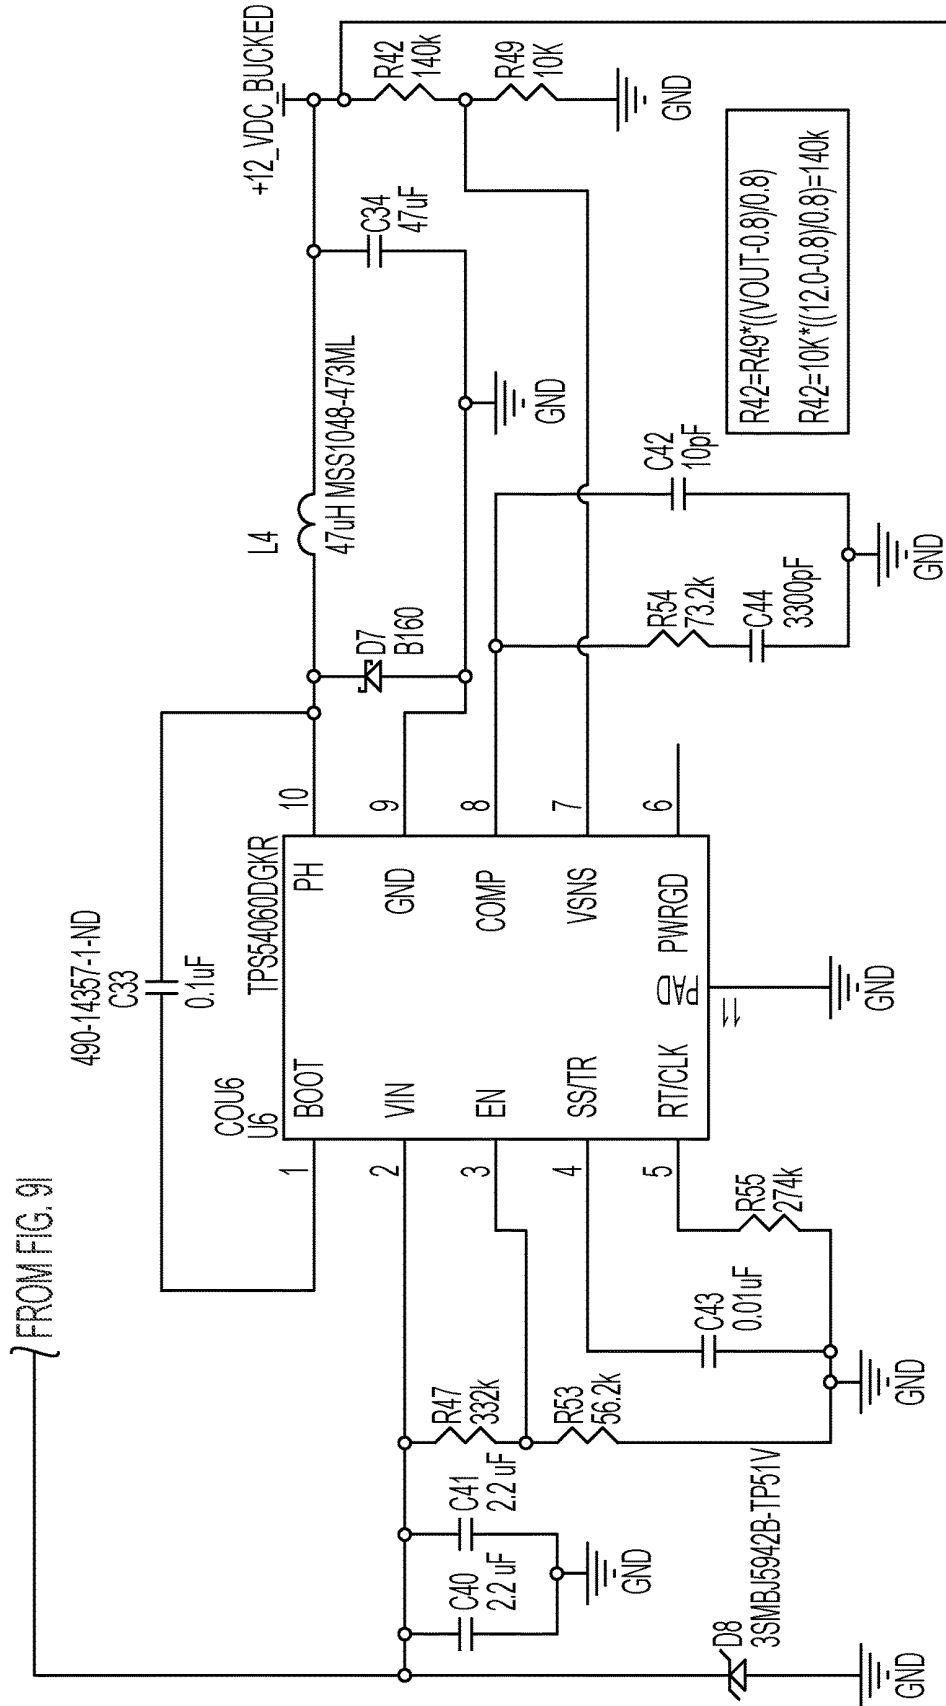 FROM FIG. 9I
490-14357-1-ND
C33
0.1uF
COU6
U6
TPS54060DGKR
1
BOOT
2
VIN
3
EN
4
SS/TR
5
RT/CLK
PH
10
GND
9
COMP
8
VSNS
7
PWRGD
6
PAD
11
GND
L4
47uH MSS1048-473ML
D7
B160
+12_VDC_BUCKED
C34
47uF
GND
R42
140k
R49
10K
GND
C40
2.2 uF
C41
2.2 uF
GND
R47
332k
R53
56.2k
C43
0.01uF
R55
274k
GND
D8
3SMBJ5942B-TP51V
GND
R54
73.2k
C44
3300pF
C42
10pF
GND
R42=R49*((VOUT-0.8)/0.8)
R42=10K*((12.0-0.8)/0.8)=140k